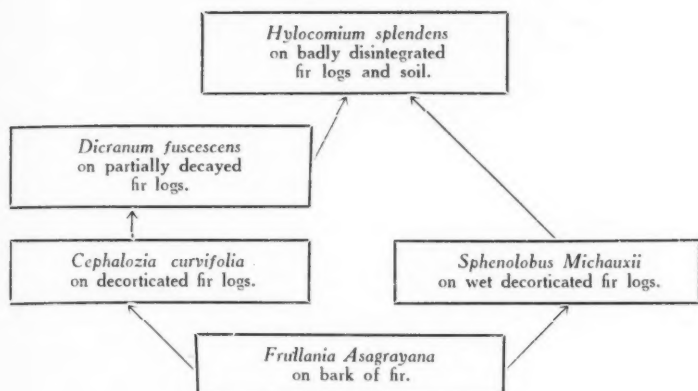 Hylocomium splendens
on badly disintegrated
fir logs and soil.
Dicranum fuscescens
on partially decayed
fir logs.
Cephalozia curvifolia
on decorticated fir logs.
Sphenolobus Michauxii
on wet decorticated fir logs.
Frullania Asagrayana
on bark of fir.